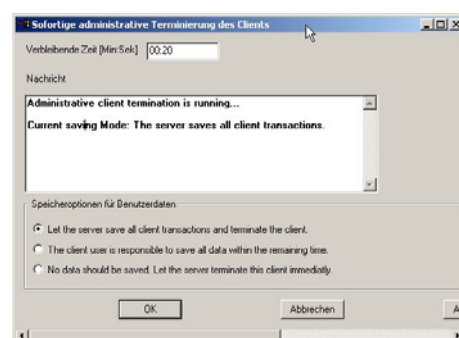 Sofortige administrative Terminierung des Clients
Verbleibende Zeit [Min:Sek] 00:20
Nachricht
Administrative client termination is running...
Current saving Mode: The server saves all client transactions.
Speicheroptionen für Benutzerdaten
Let the server save all client transactions and terminate the client.
The client user is responsible to save all data within the remaining time.
No data should be saved. Let the server terminate this client immediatly.
OK Abbrechen A